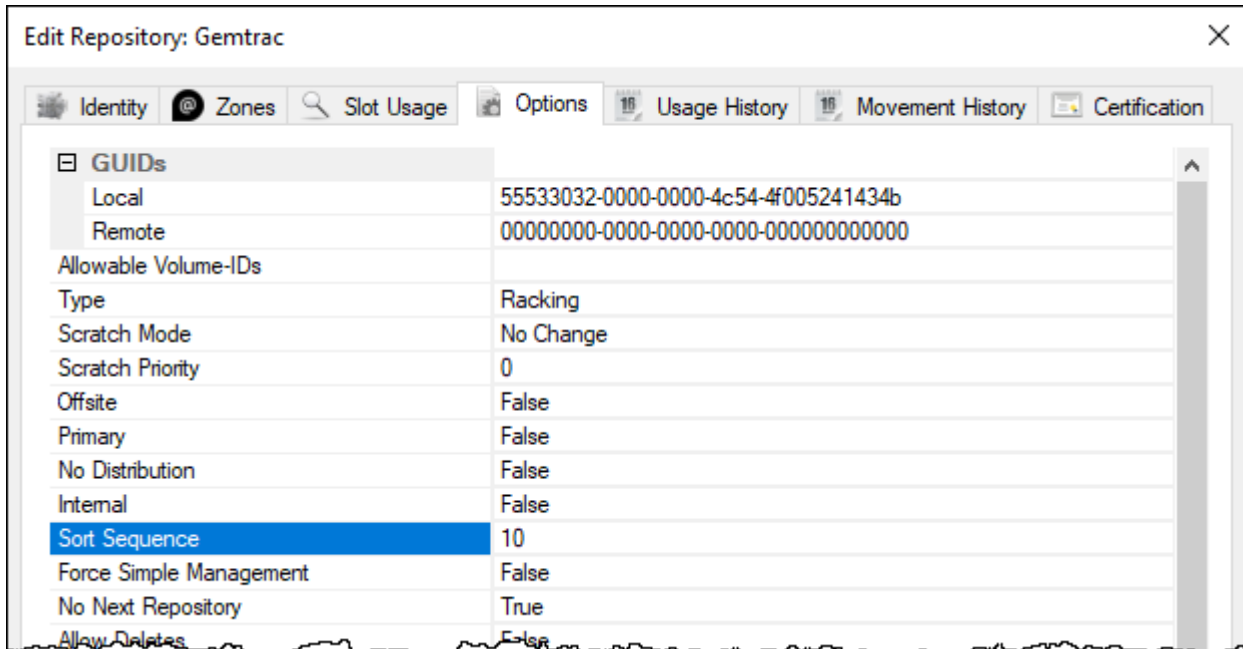 Edit Repository: Gemtrac
Identity Zones Slot Usage Options Usage History Movement History Certification
GUIDs
Local 55533032-0000-0000-4c54-4f005241434b
Remote 00000000-0000-0000-0000-000000000000
Allowable Volume-IDs
Type Racking
Scratch Mode No Change
Scratch Priority 0
Offsite False
Primary False
No Distribution False
Internal False
Sort Sequence 10
Force Simple Management False
No Next Repository True
Allow Deletes False